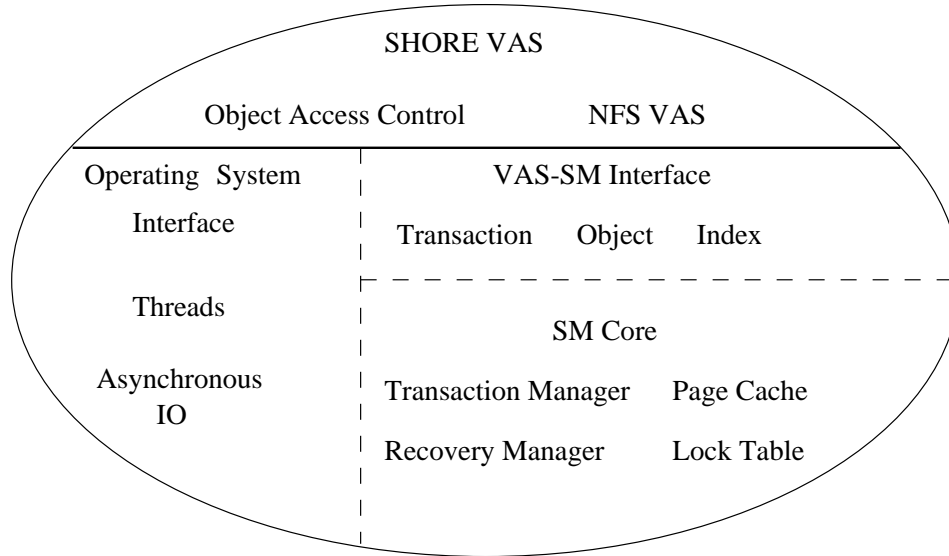 SHORE VAS
Object Access Control NFS VAS
Operating System
Interface
Threads
Asynchronous
IO
VAS-SM Interface
Transaction Object Index
SM Core
Transaction Manager Page Cache
Recovery Manager Lock Table